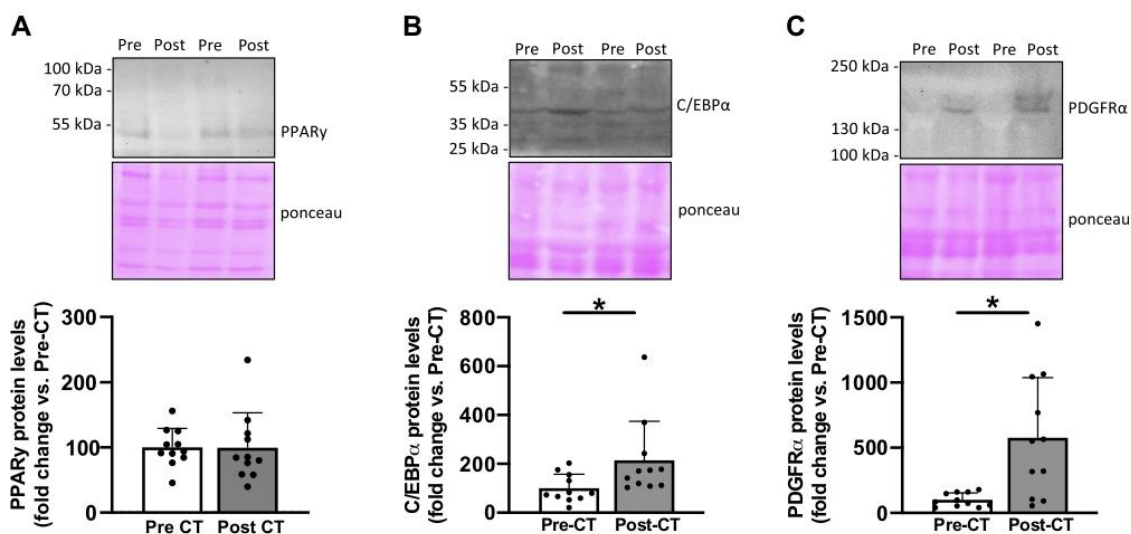 A
Pre Post Pre Post
100 kDa -
70 kDa -
55 kDa -
PPARγ
ponceau
PPARγ protein levels
(fold change vs. Pre-CT)
300
200
100
0
Pre CT Post CT
B
Pre Post Pre Post
55 kDa -
35 kDa -
25 kDa -
C/EBPα
ponceau
C/EBPα protein levels
(fold change vs. Pre-CT)
800
600
400
200
0
*
Pre-CT Post-CT
C
Pre Post Pre Post
250 kDa -
130 kDa -
100 kDa -
PDGFRα
ponceau
PDGFRα protein levels
(fold change vs. Pre-CT)
1500
1000
500
0
*
Pre-CT Post-CT